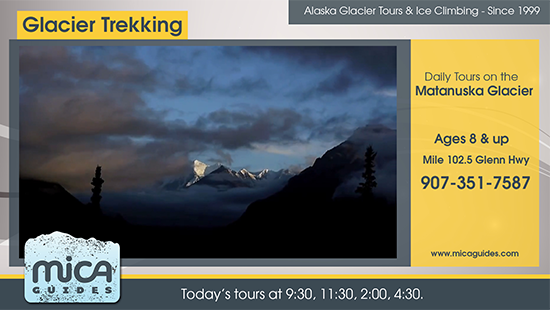 Alaska Glacier Tours & Ice Climbing - Since 1999
Glacier Trekking
Daily Tours on the
Matanuska Glacier
Ages 8 & up
Mile 102.5 Glenn Hwy
907-351-7587
www.micaguides.com
MICA
GUIDES
Today's tours at 9:30, 11:30, 2:00, 4:30.